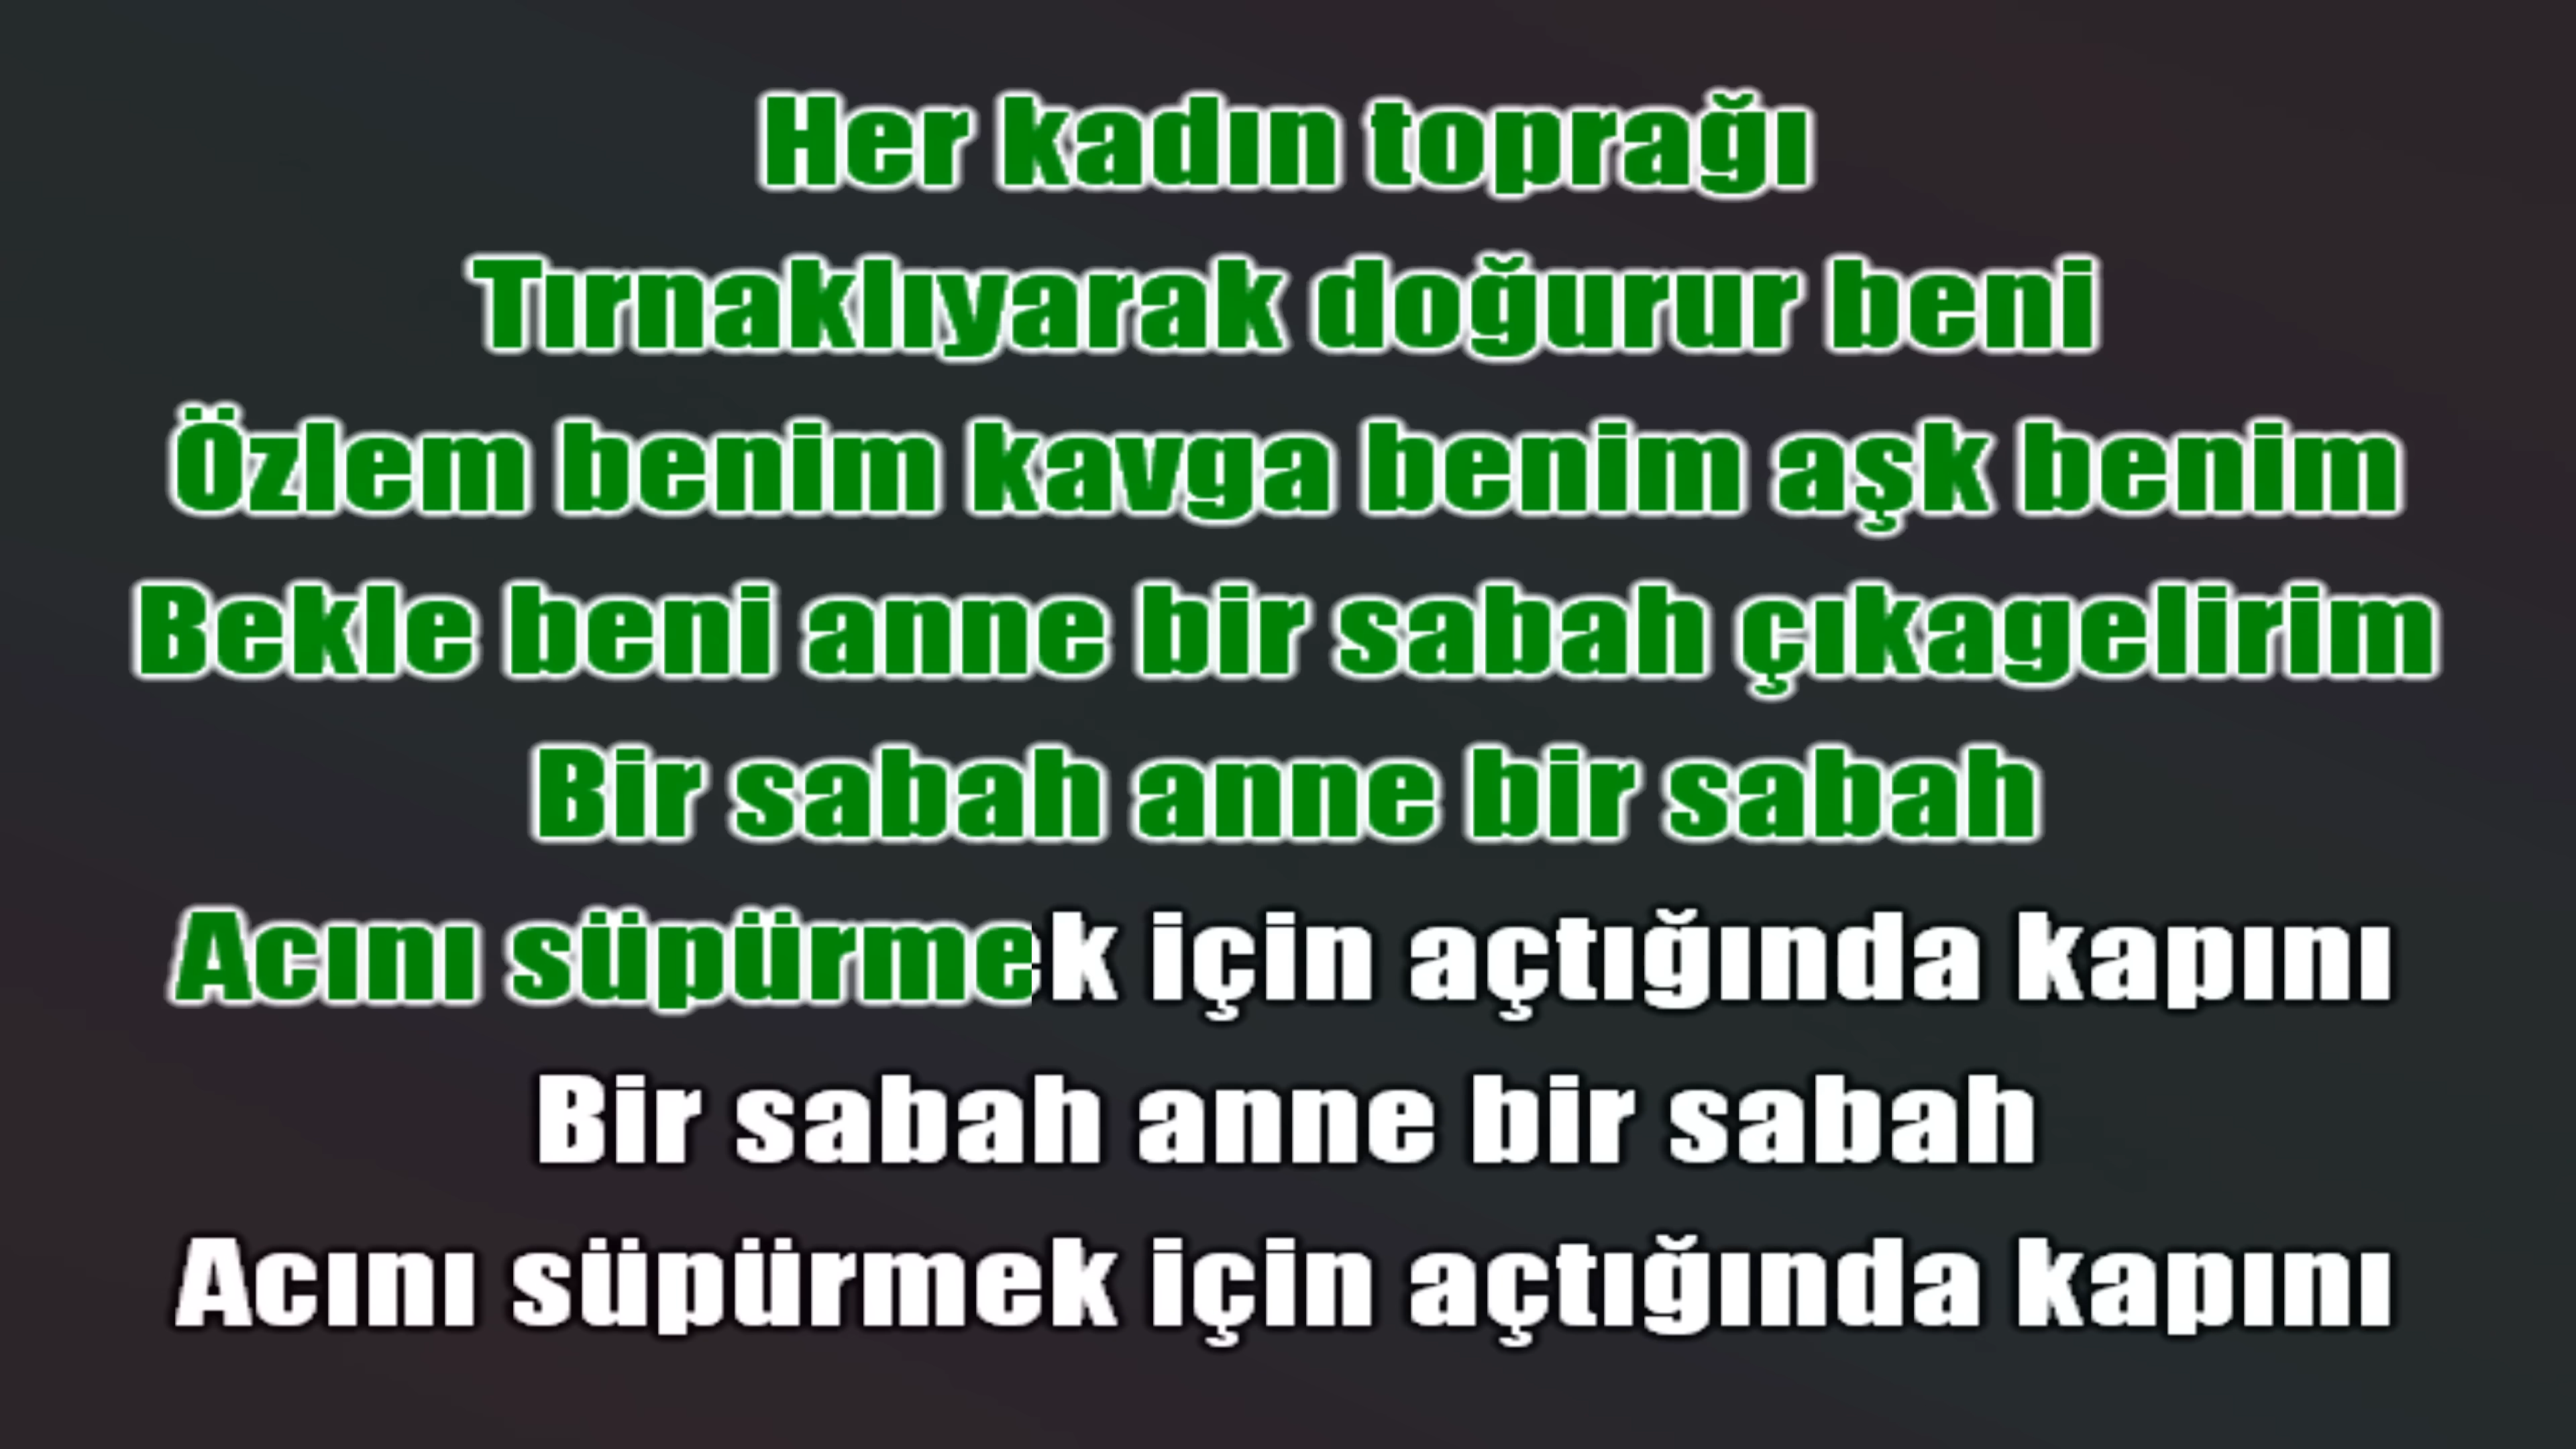 Her kadın toprağı
Tırnaklıyarak doğurur beni
Özlem benim kavga benim aşk benim
Bekle beni anne bir sabah çıkagelirim
Bir sabah anne bir sabah
Acını süpürmek için açtığında kapını
Bir sabah anne bir sabah
Acını süpürmek için açtığında kapını